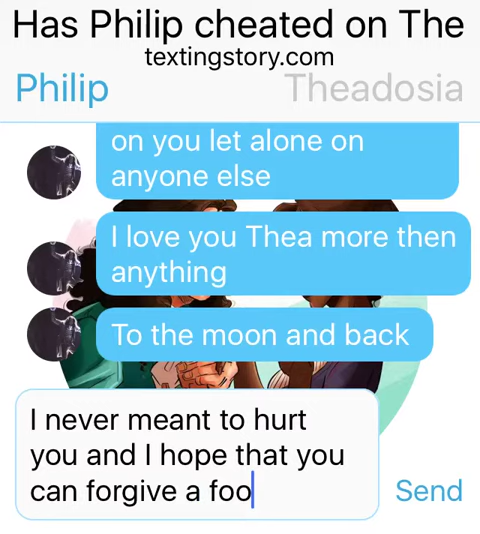 Has Philip cheated on The
textingstory.com
Philip
Theadosia
on you let alone on
anyone else
I love you Thea more then
anything
To the moon and back
I never meant to hurt
you and I hope that you
can forgive a foo
Send